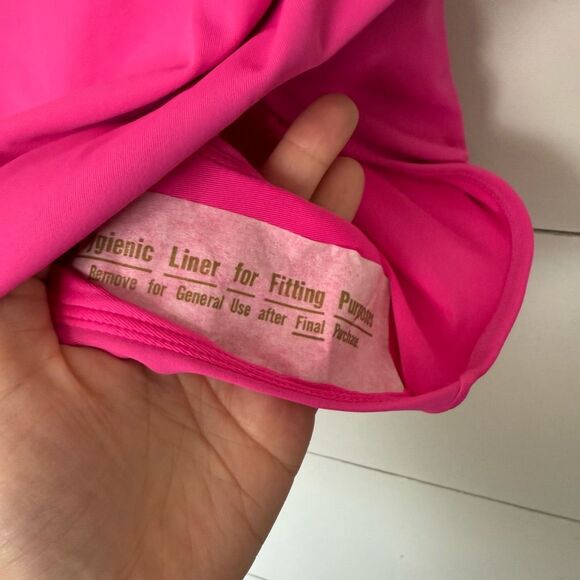 ygienic Liner for Fitting Purposes
Remove for General Use after Final Purchase.